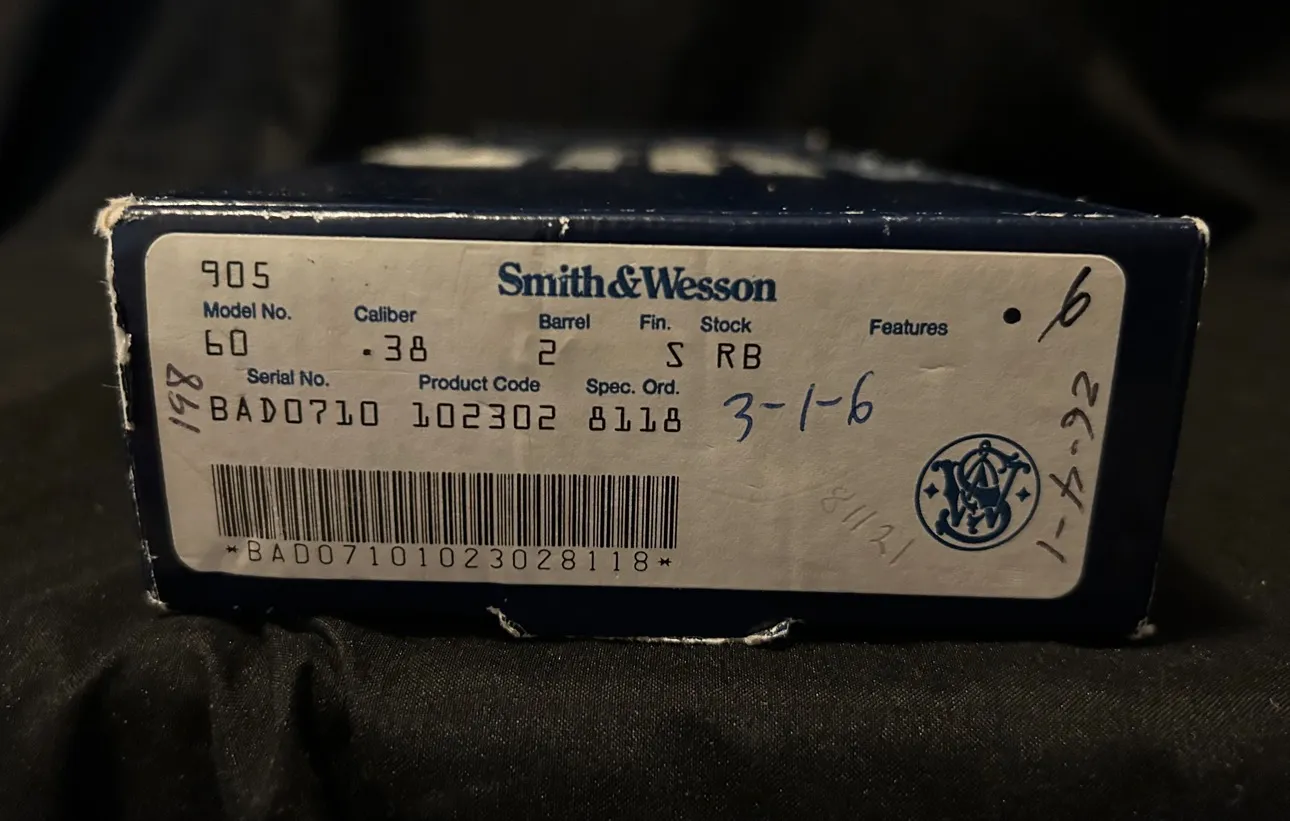 905
Smith&Wesson
6
Model No. Caliber Barrel Fin. Stock Features
60 .38 2 S RB
Serial No. Product Code Spec. Ord.
198
BAD0710 102302 8118
3-1-6
1-4-92
81121
*BAD07101023028118*